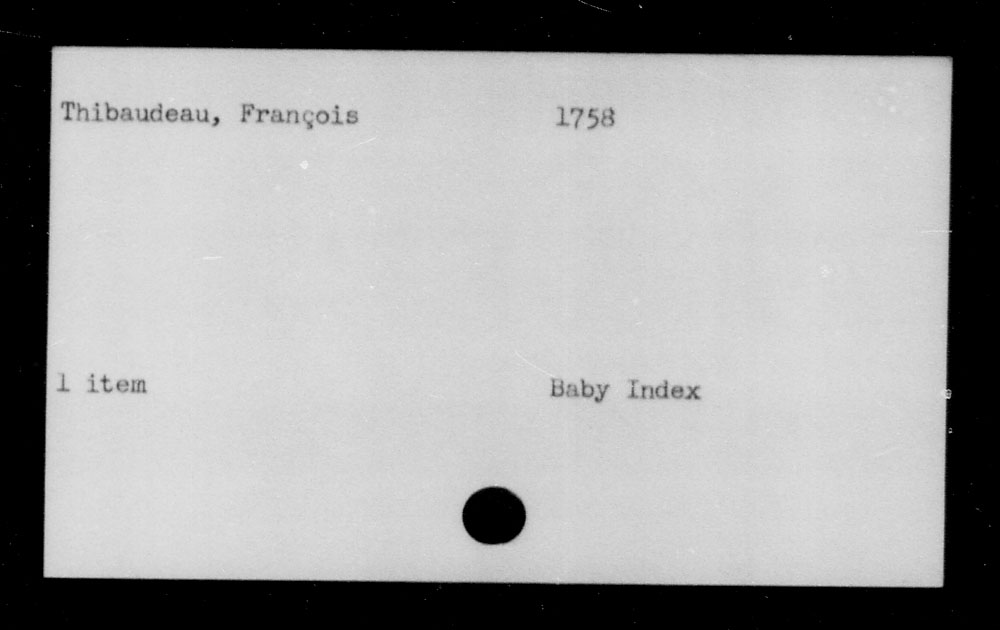 Thibaudeau, François 1758
1 item Baby Index